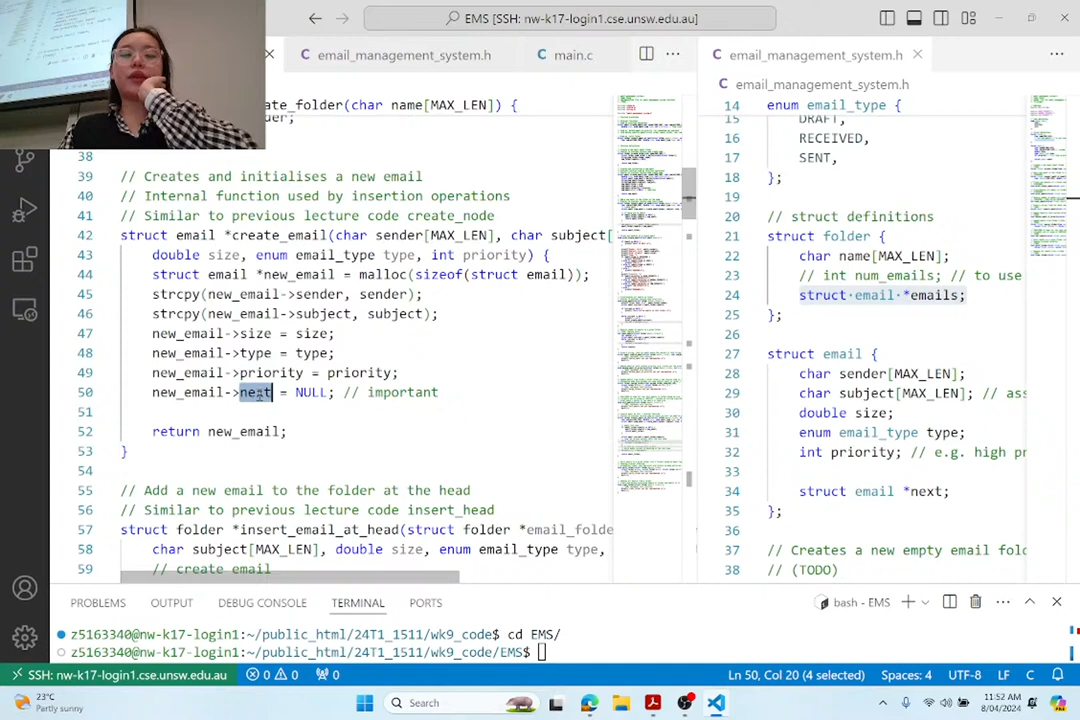 EMS [SSH: nw-k17-login1.cse.unsw.edu.au]
email_management_system.h
main.c
email_management_system.h
email_management_system.h
(char name[MAX_LEN]) {
38
39 // Creates and initialises a new email
40 // Internal function used by insertion operations
41 // Similar to previous lecture code create_node
42 struct email *create_email(char sender[MAX_LEN], char subject[
43 double size, enum email_type type, int priority) {
44 struct email *new_email = malloc(sizeof(struct email));
45 strcpy(new_email->sender, sender);
46 strcpy(new_email->subject, subject);
47 new_email->size = size;
48 new_email->type = type;
49 new_email->priority = priority;
50 new_email->next = NULL; // important
51
52 return new_email;
53 }
54
55 // Add a new email to the folder at the head
56 // Similar to previous lecture code insert_head
57 struct folder *insert_email_at_head(struct folder *email_folde
58 char subject[MAX_LEN], double size, enum email_type type,
59 // create email
14 enum email_type {
15 DRAFT,
16 RECEIVED,
17 SENT,
18 };
19
20 // struct definitions
21 struct folder {
22 char name[MAX_LEN];
23 // int num_emails; // to use
24 struct email *emails;
25 };
26
27 struct email {
28 char sender[MAX_LEN];
29 char subject[MAX_LEN]; // ass
30 double size;
31 enum email_type type;
32 int priority; // e.g. high pr
33
34 struct email *next;
35 };
36
37 // Creates a new empty email fold
38 // (TODO)
PROBLEMS OUTPUT DEBUG CONSOLE TERMINAL PORTS
bash - EMS
z5163340@nw-k17-login1:~/public_html/24T1_1511/wk9_code$ cd EMS/
z5163340@nw-k17-login1:~/public_html/24T1_1511/wk9_code/EMS$
SSH: nw-k17-login1.cse.unsw.edu.au 0 0 0 Ln 50, Col 20 (4 selected) Spaces: 4 UTF-8 LF C
23°C
Partly sunny
Search
11:52 AM
8/04/2024